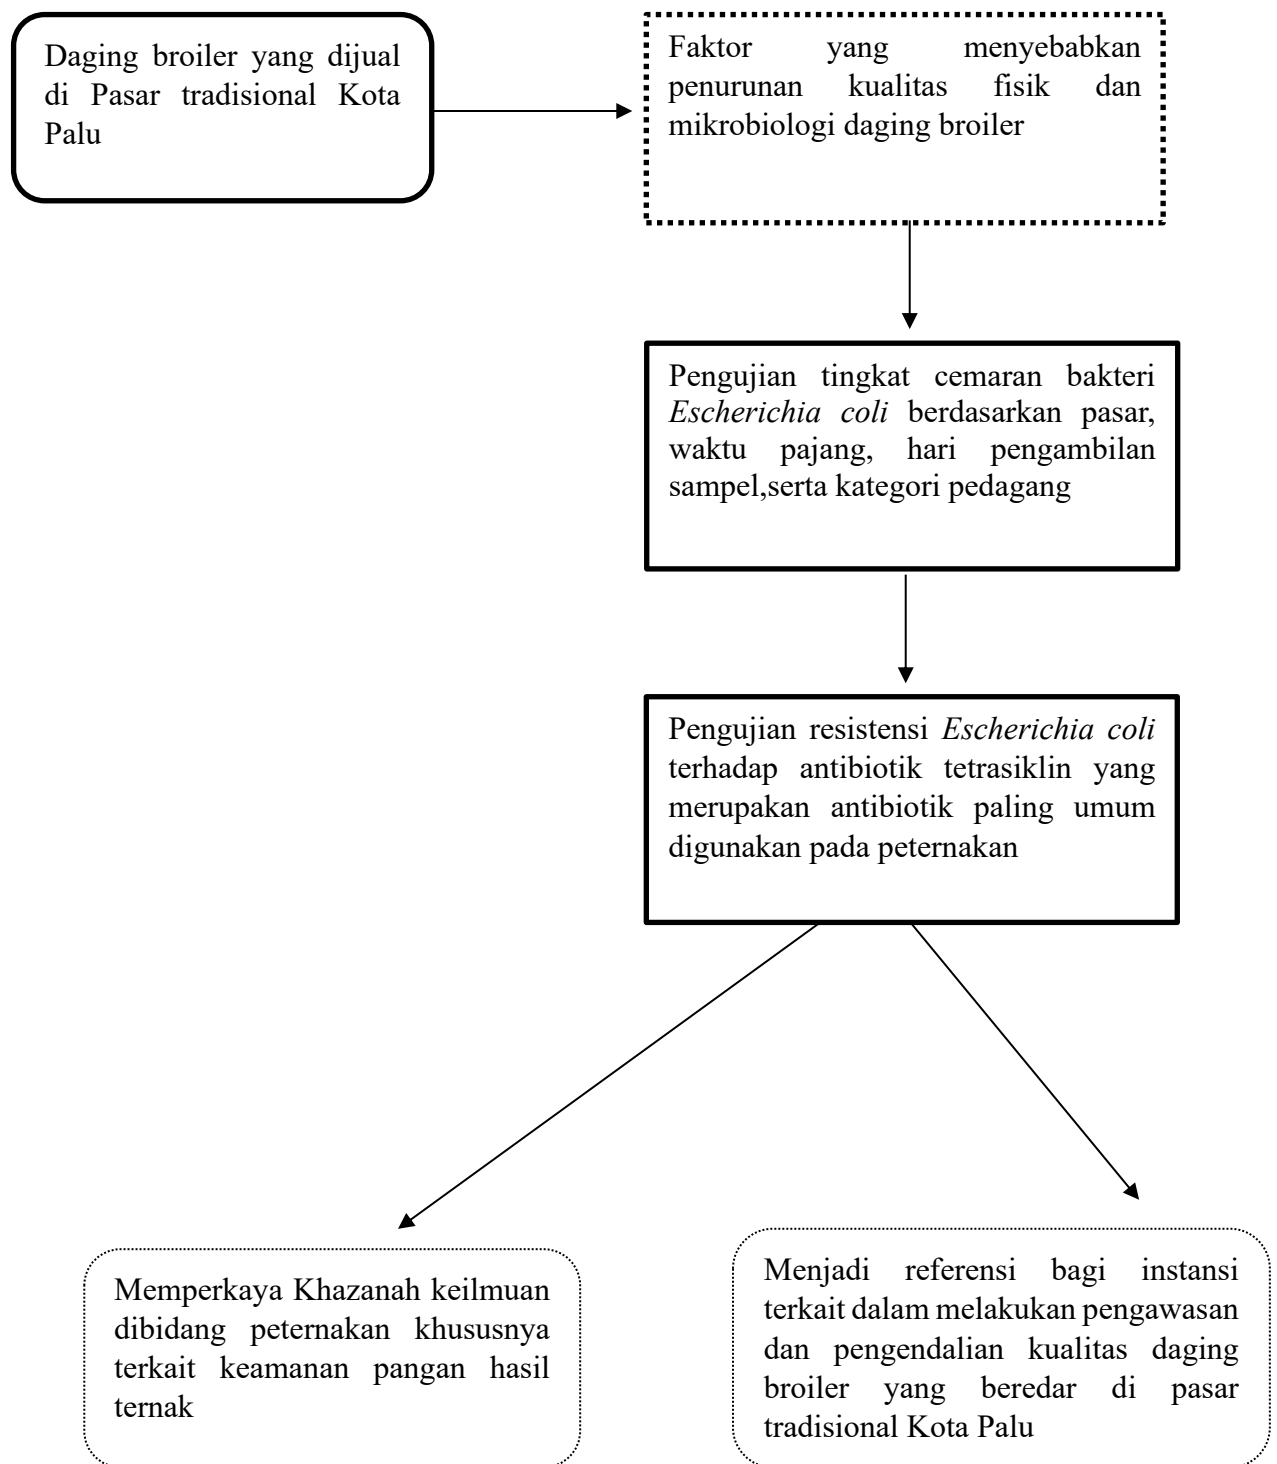 Daging broiler yang dijual
di Pasar tradisional Kota
Palu
Faktor yang menyebabkan
penurunan kualitas fisik dan
mikrobiologi daging broiler
Pengujian tingkat cemaran bakteri
Escherichia coli berdasarkan pasar,
waktu pajang, hari pengambilan
sampel,serta kategori pedagang
Pengujian resistensi Escherichia coli
terhadap antibiotik tetrasiklin yang
merupakan antibiotik paling umum
digunakan pada peternakan
Memperkaya Khazanah keilmuan
dibidang peternakan khususnya
terkait keamanan pangan hasil
ternak
Menjadi referensi bagi instansi
terkait dalam melakukan pengawasan
dan pengendalian kualitas daging
broiler yang beredar di pasar
tradisional Kota Palu